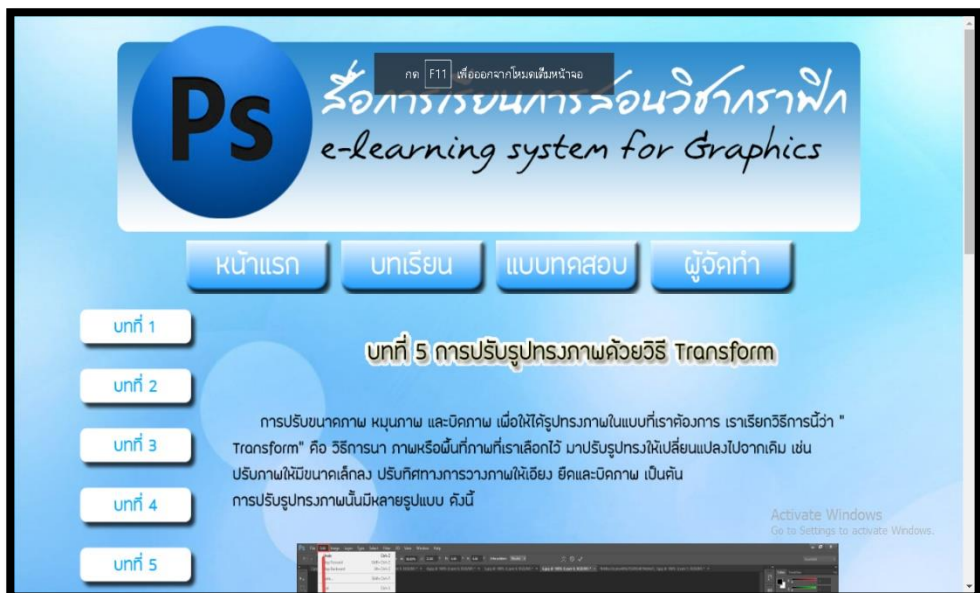 Ps
กด F11 เพื่อออกจากโหมดเต็มหน้าจอ
สื่อการเรียนการสอนวิชากราฟิก
e-learning system for Graphics
หน้าแรก บทเรียน แบบทดสอบ ผู้จัดทำ
บทที่ 1
บทที่ 2
บทที่ 3
บทที่ 4
บทที่ 5
บทที่ 5 การปรับรูปทรงภาพด้วยวิธี Transform
การปรับขนาดภาพ หมุนภาพ และบิดภาพ เพื่อให้ได้รูปทรงภาพในแบบที่เราต้องการ เราเรียกวิธีการนี้ว่า "
Transform" คือ วิธีการนำ ภาพหรือพื้นที่ภาพที่เราเลือกไว้ มาปรับรูปทรงให้เปลี่ยนแปลงไปจากเดิม เช่น
ปรับภาพให้มีขนาดเล็กลง ปรับทิศทางการวางภาพให้เอียง ยืดและบิดภาพ เป็นต้น
การปรับรูปทรงภาพนั้นมีหลายรูปแบบ ดังนี้
Activate Windows
Go to Settings to activate Windows.